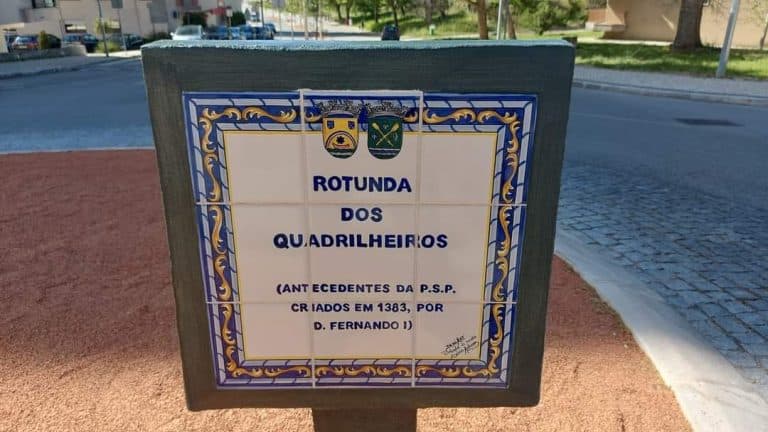 ROTUNDA
DOS
QUADRILHEIROS
(ANTECEDENTES DA P.S.P.
CRIADOS EM 1383, POR
D. FERNANDO I)